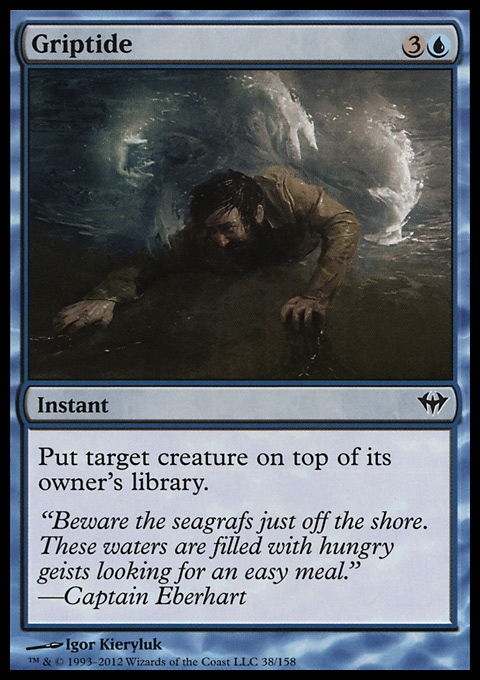 Griptide 3
Instant
Put target creature on top of its
owner's library.
“Beware the seagrafs just off the shore.
These waters are filled with hungry
geists looking for an easy meal.”
—Captain Eberhart
Igor Kieryluk
™ & © 1993–2012 Wizards of the Coast LLC 38/158